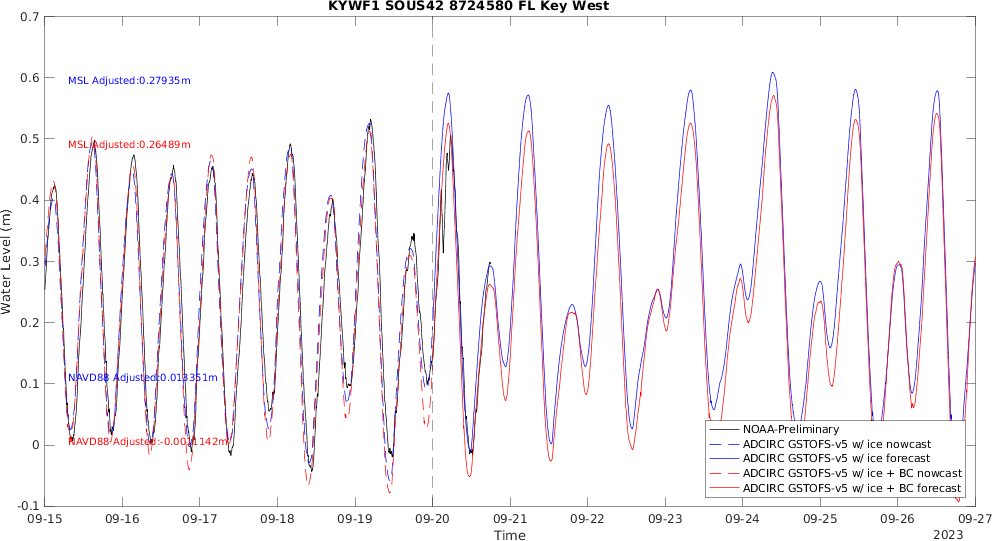 KYWF1 SOUS42 8724580 FL Key West
Water Level (m)
0.7
0.6
0.5
0.4
0.3
0.2
0.1
0
-0.1
MSL Adjusted:0.27935m
MSL Adjusted:0.26489m
NAVD88 Adjusted:0.013351m
NAVD88 Adjusted:-0.0011142m
NOAA-Preliminary
ADCIRC GSTOFS-v5 w/ ice nowcast
ADCIRC GSTOFS-v5 w/ ice forecast
ADCIRC GSTOFS-v5 w/ ice + BC nowcast
ADCIRC GSTOFS-v5 w/ ice + BC forecast
09-15 09-16 09-17 09-18 09-19 09-20 09-21 09-22 09-23 09-24 09-25 09-26 09-27
Time
2023